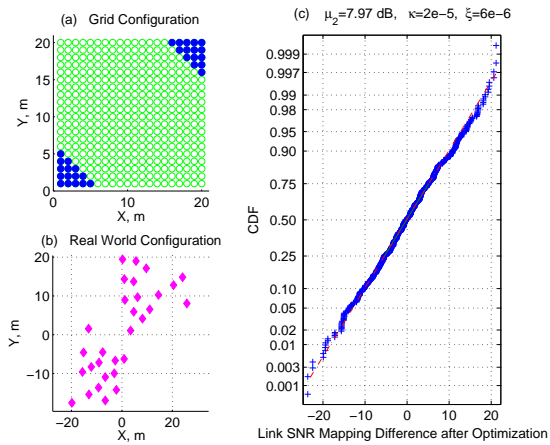 (a) Grid Configuration
20
15
10
5
0
Y, m
0 10 20
X, m
(b) Real World Configuration
20
10
0
−10
Y, m
−20 0 20
X, m
(c) μ2=7.97 dB, κ=2e−5, ξ=6e−6
0.999
0.997
0.99
0.98
0.95
0.90
0.75
0.50
0.25
0.10
0.05
0.02
0.01
0.003
0.001
CDF
−20 −10 0 10 20
Link SNR Mapping Difference after Optimization